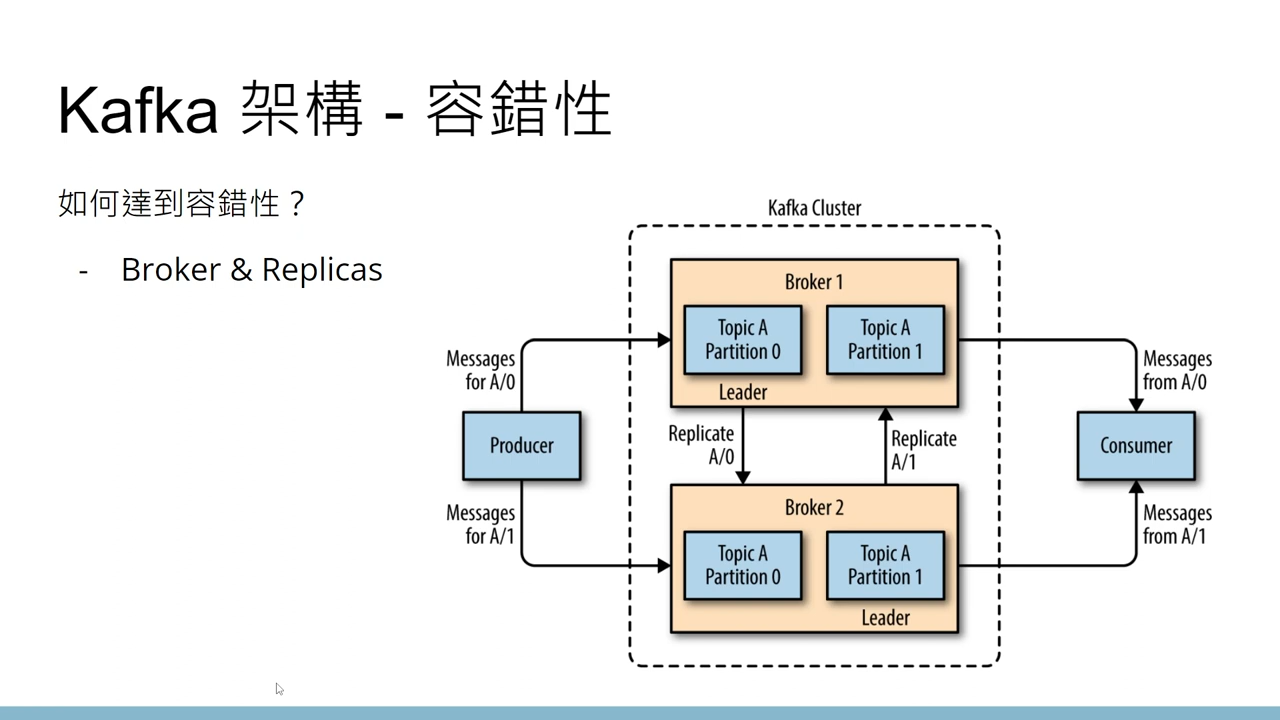 Kafka 架構 - 容錯性
如何達到容錯性？
- Broker & Replicas
Kafka Cluster
Broker 1
Topic A
Partition 0
Topic A
Partition 1
Leader
Messages
for A/0
Messages
from A/0
Producer
Replicate
A/0
Replicate
A/1
Consumer
Messages
for A/1
Messages
from A/1
Broker 2
Topic A
Partition 0
Topic A
Partition 1
Leader